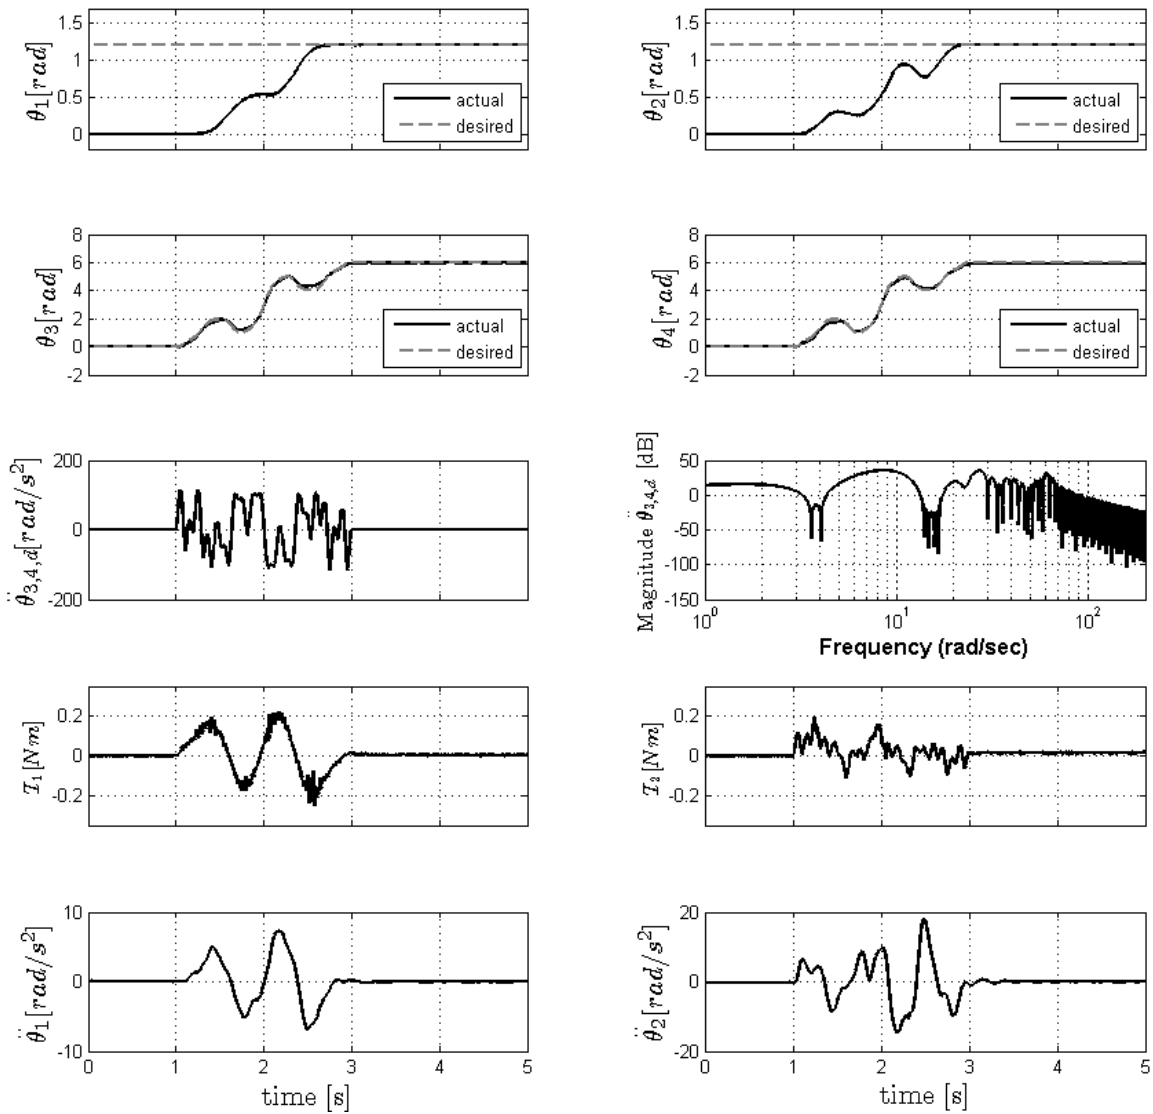 θ1[rad]
1.5
1
0.5
0
actual
desired
θ2[rad]
1.5
1
0.5
0
actual
desired
θ3[rad]
8
6
4
2
0
-2
actual
desired
θ4[rad]
8
6
4
2
0
-2
actual
desired
θ̈3,4,d[rad/s²]
200
0
-200
Magnitude θ̈3,4,d [dB]
50
0
-50
-100
-150
10⁰
10¹
10²
Frequency (rad/sec)
T1[Nm]
0.2
0
-0.2
T2[Nm]
0.2
0
-0.2
θ̈1[rad/s²]
10
0
-10
0
1
2
3
4
5
time [s]
θ̈2[rad/s²]
20
0
-20
0
1
2
3
4
5
time [s]